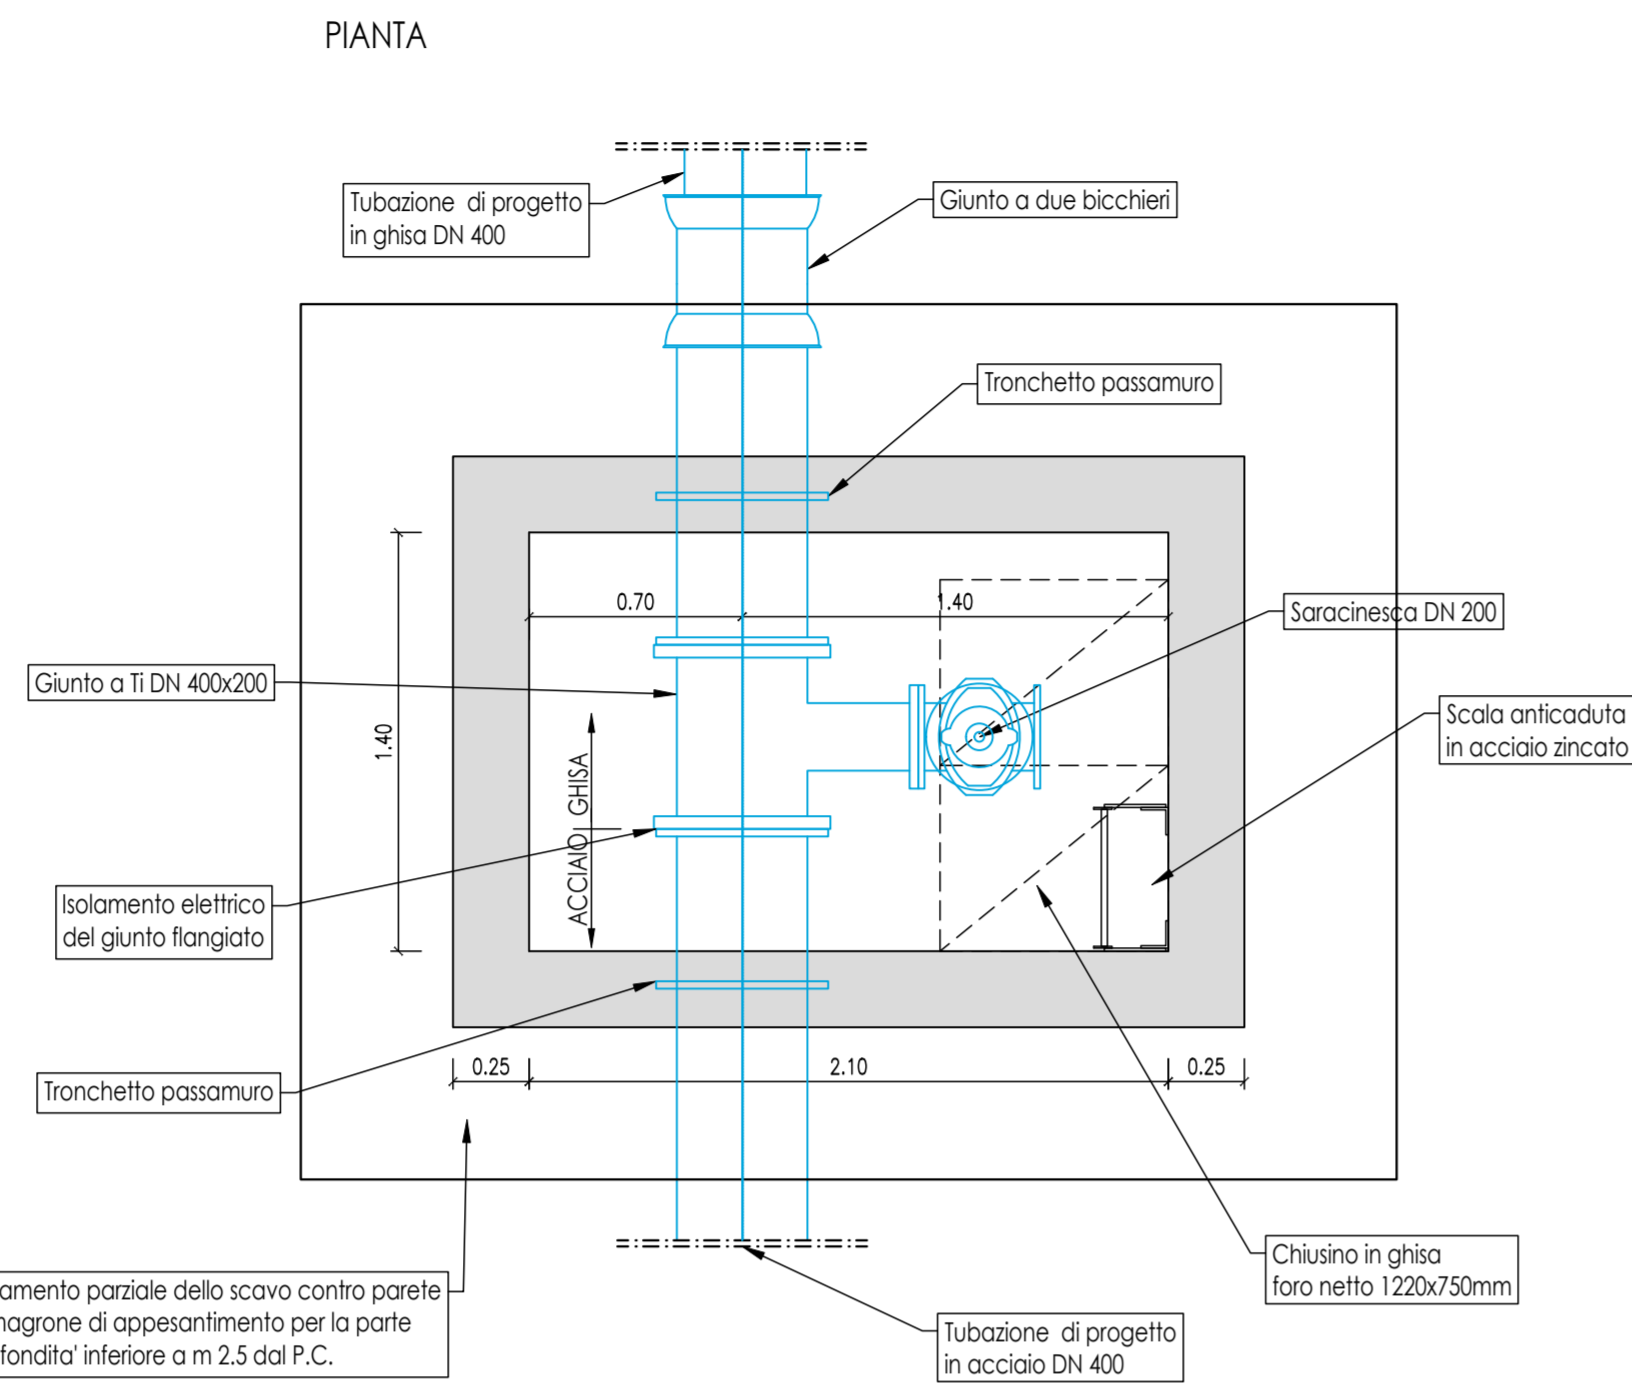 PIANTA
Tubazione di progetto
in ghisa DN 400
Giunto a due bicchieri
Tronchetto passamuro
0.70
1.40
Saracinesca DN 200
Giunto a Ti DN 400x200
1.40
GHISA
ACCIAIO
Scala anticaduta
in acciaio zincato
Isolamento elettrico
del giunto flangiato
0.25
2.10
0.25
Tronchetto passamuro
Chiusino in ghisa
foro netto 1220x750mm
parziale dello scavo contro parete
di appesantimento per la parte
inferiore a m 2.5 dal P.C.
Tubazione di progetto
in acciaio DN 400